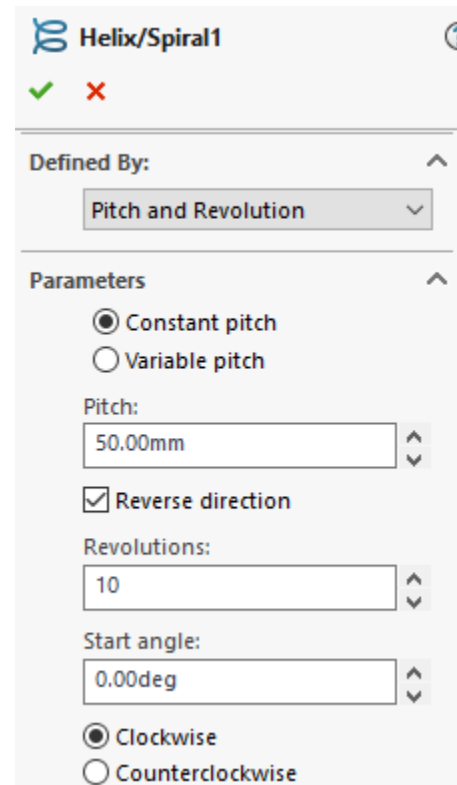 Helix/Spiral1
Defined By:
Pitch and Revolution
Parameters
Constant pitch
Variable pitch
Pitch:
50.00mm
Reverse direction
Revolutions:
10
Start angle:
0.00deg
Clockwise
Counterclockwise